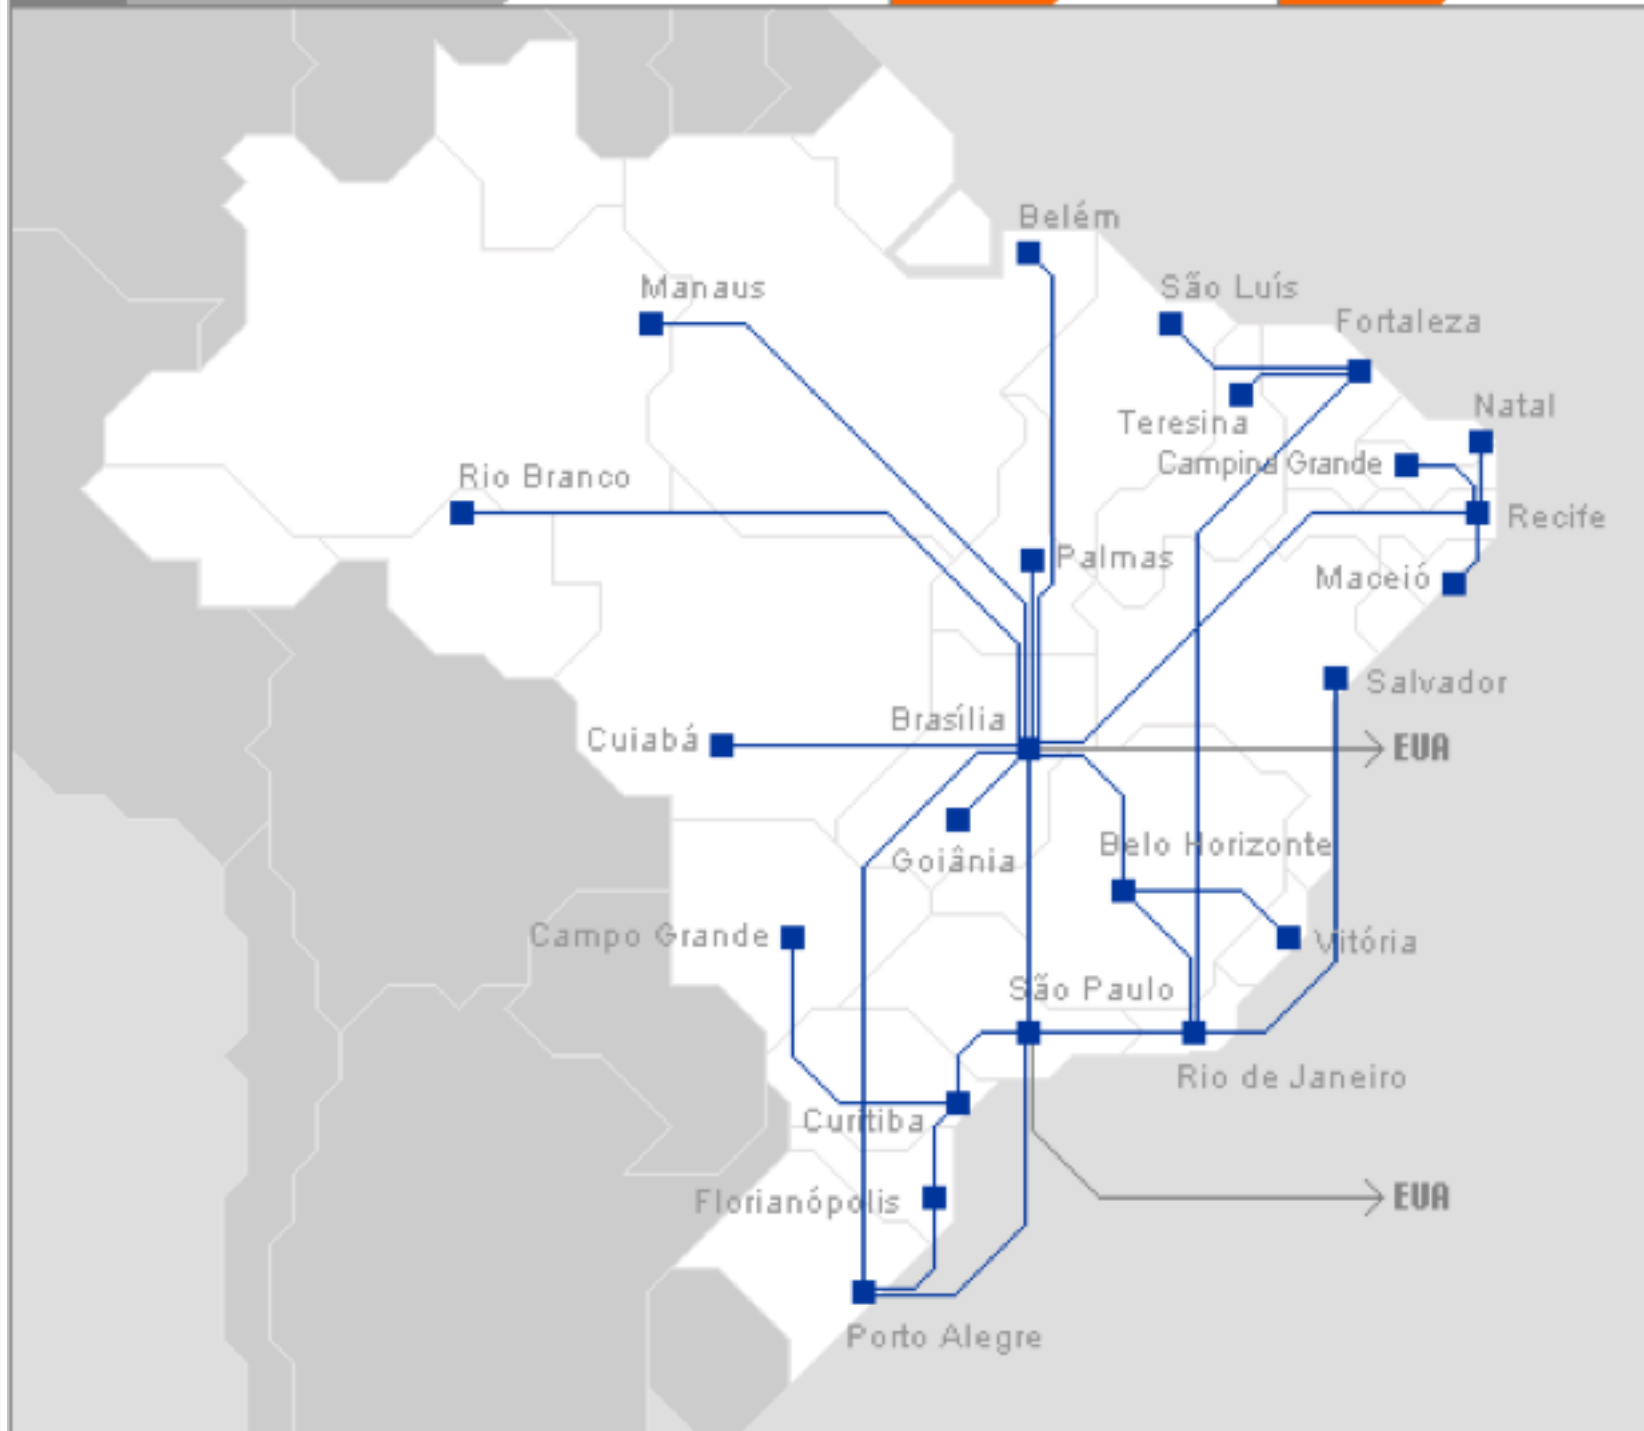 Belém
Manaus
São Luís
Fortaleza
Natal
Teresina
Campina Grande
Rio Branco
Recife
Palmas
Maceió
Salvador
Brasília
Cuiabá
EUA
Belo Horizonte
Goiânia
Campo Grande
Vitória
São Paulo
Rio de Janeiro
Curitiba
Florianópolis
EUA
Porto Alegre